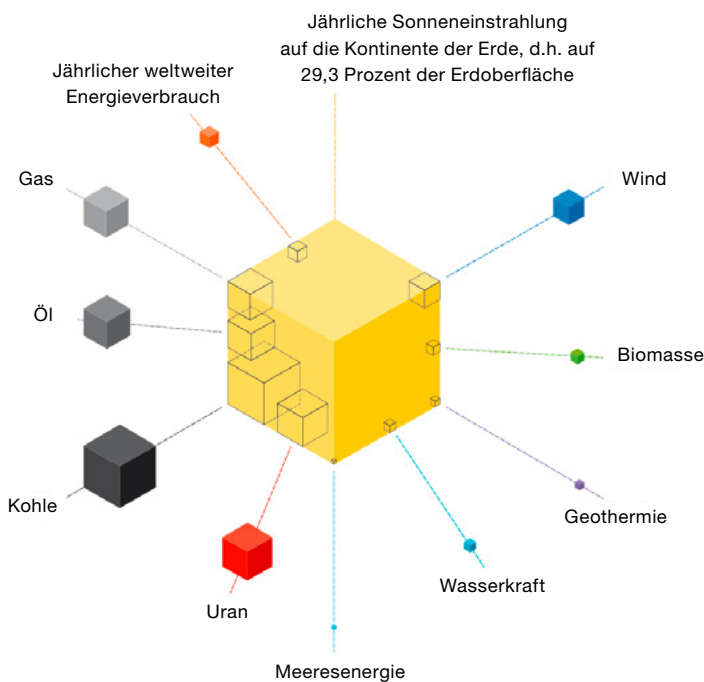 Jährliche Sonneneinstrahlung
auf die Kontinente der Erde, d.h. auf
29,3 Prozent der Erdoberfläche
Jährlicher weltweiter
Energieverbrauch
Gas
Wind
Öl
Biomasse
Kohle
Geothermie
Wasserkraft
Uran
Meeresenergie